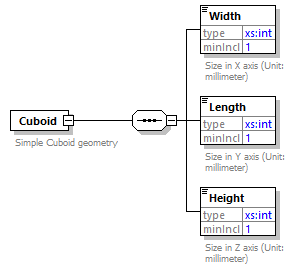 Width
type xs:int
minIncl 1
Size in X axis (Unit:
millimeter)
Length
type xs:int
minIncl 1
Size in Y axis (Unit:
millimeter)
Cuboid
Simple Cuboid geometry
Height
type xs:int
minIncl 1
Size in Z axis (Unit:
millimeter)